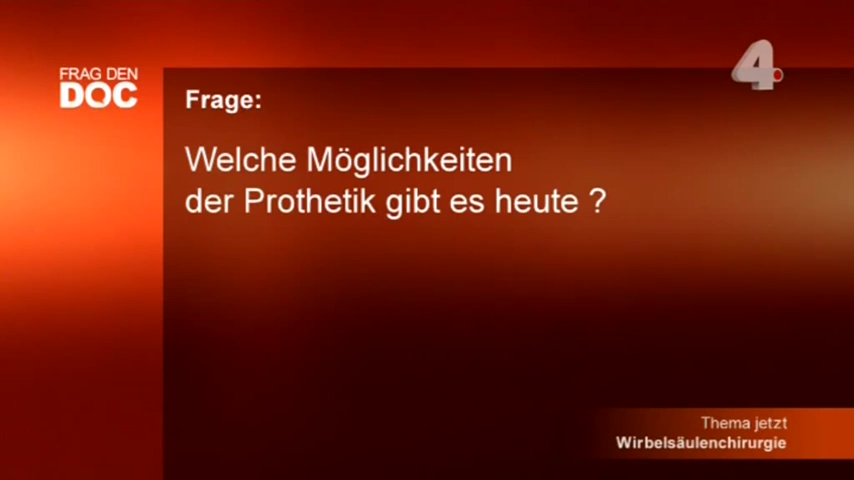 FRAG DEN
DOC
4
Frage:
Welche Möglichkeiten
der Prothetik gibt es heute ?
Thema jetzt
Wirbelsäulenchirurgie